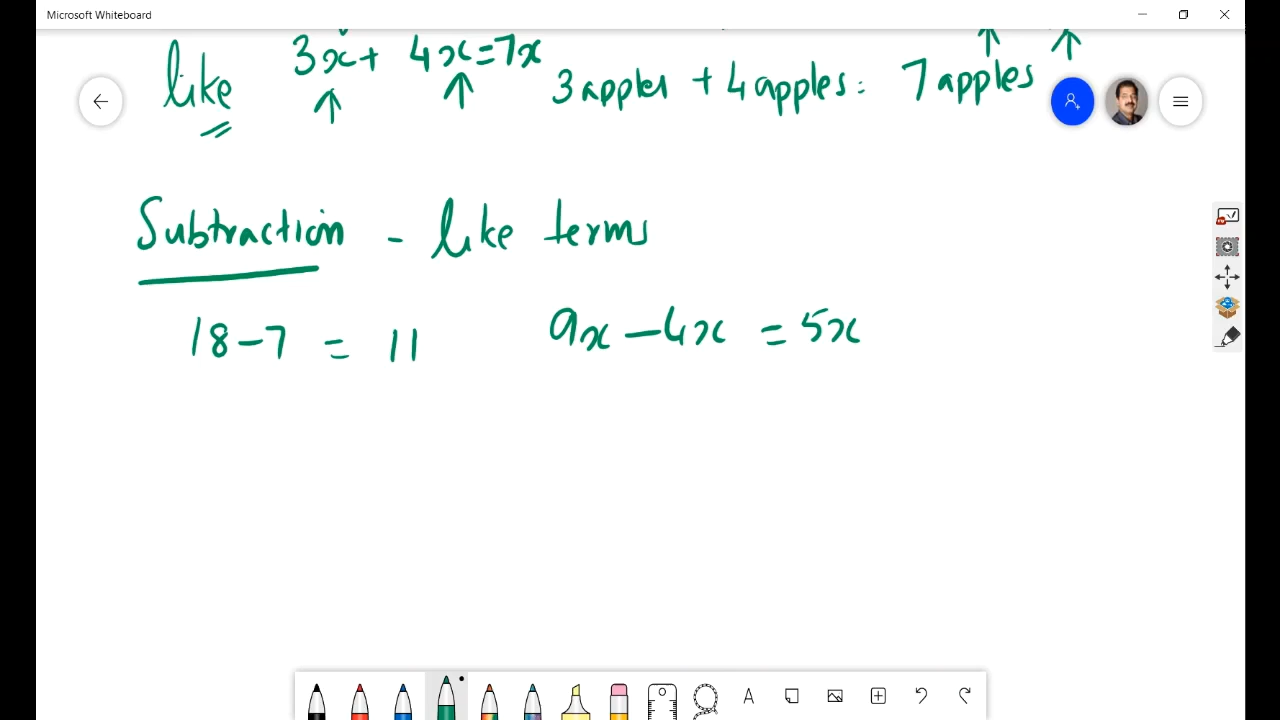 Microsoft Whiteboard
like 3x + 4x = 7x 3 apples + 4 apples : 7 apples
Subtraction - like terms
18 - 7 = 11 9x - 4x = 5x
A